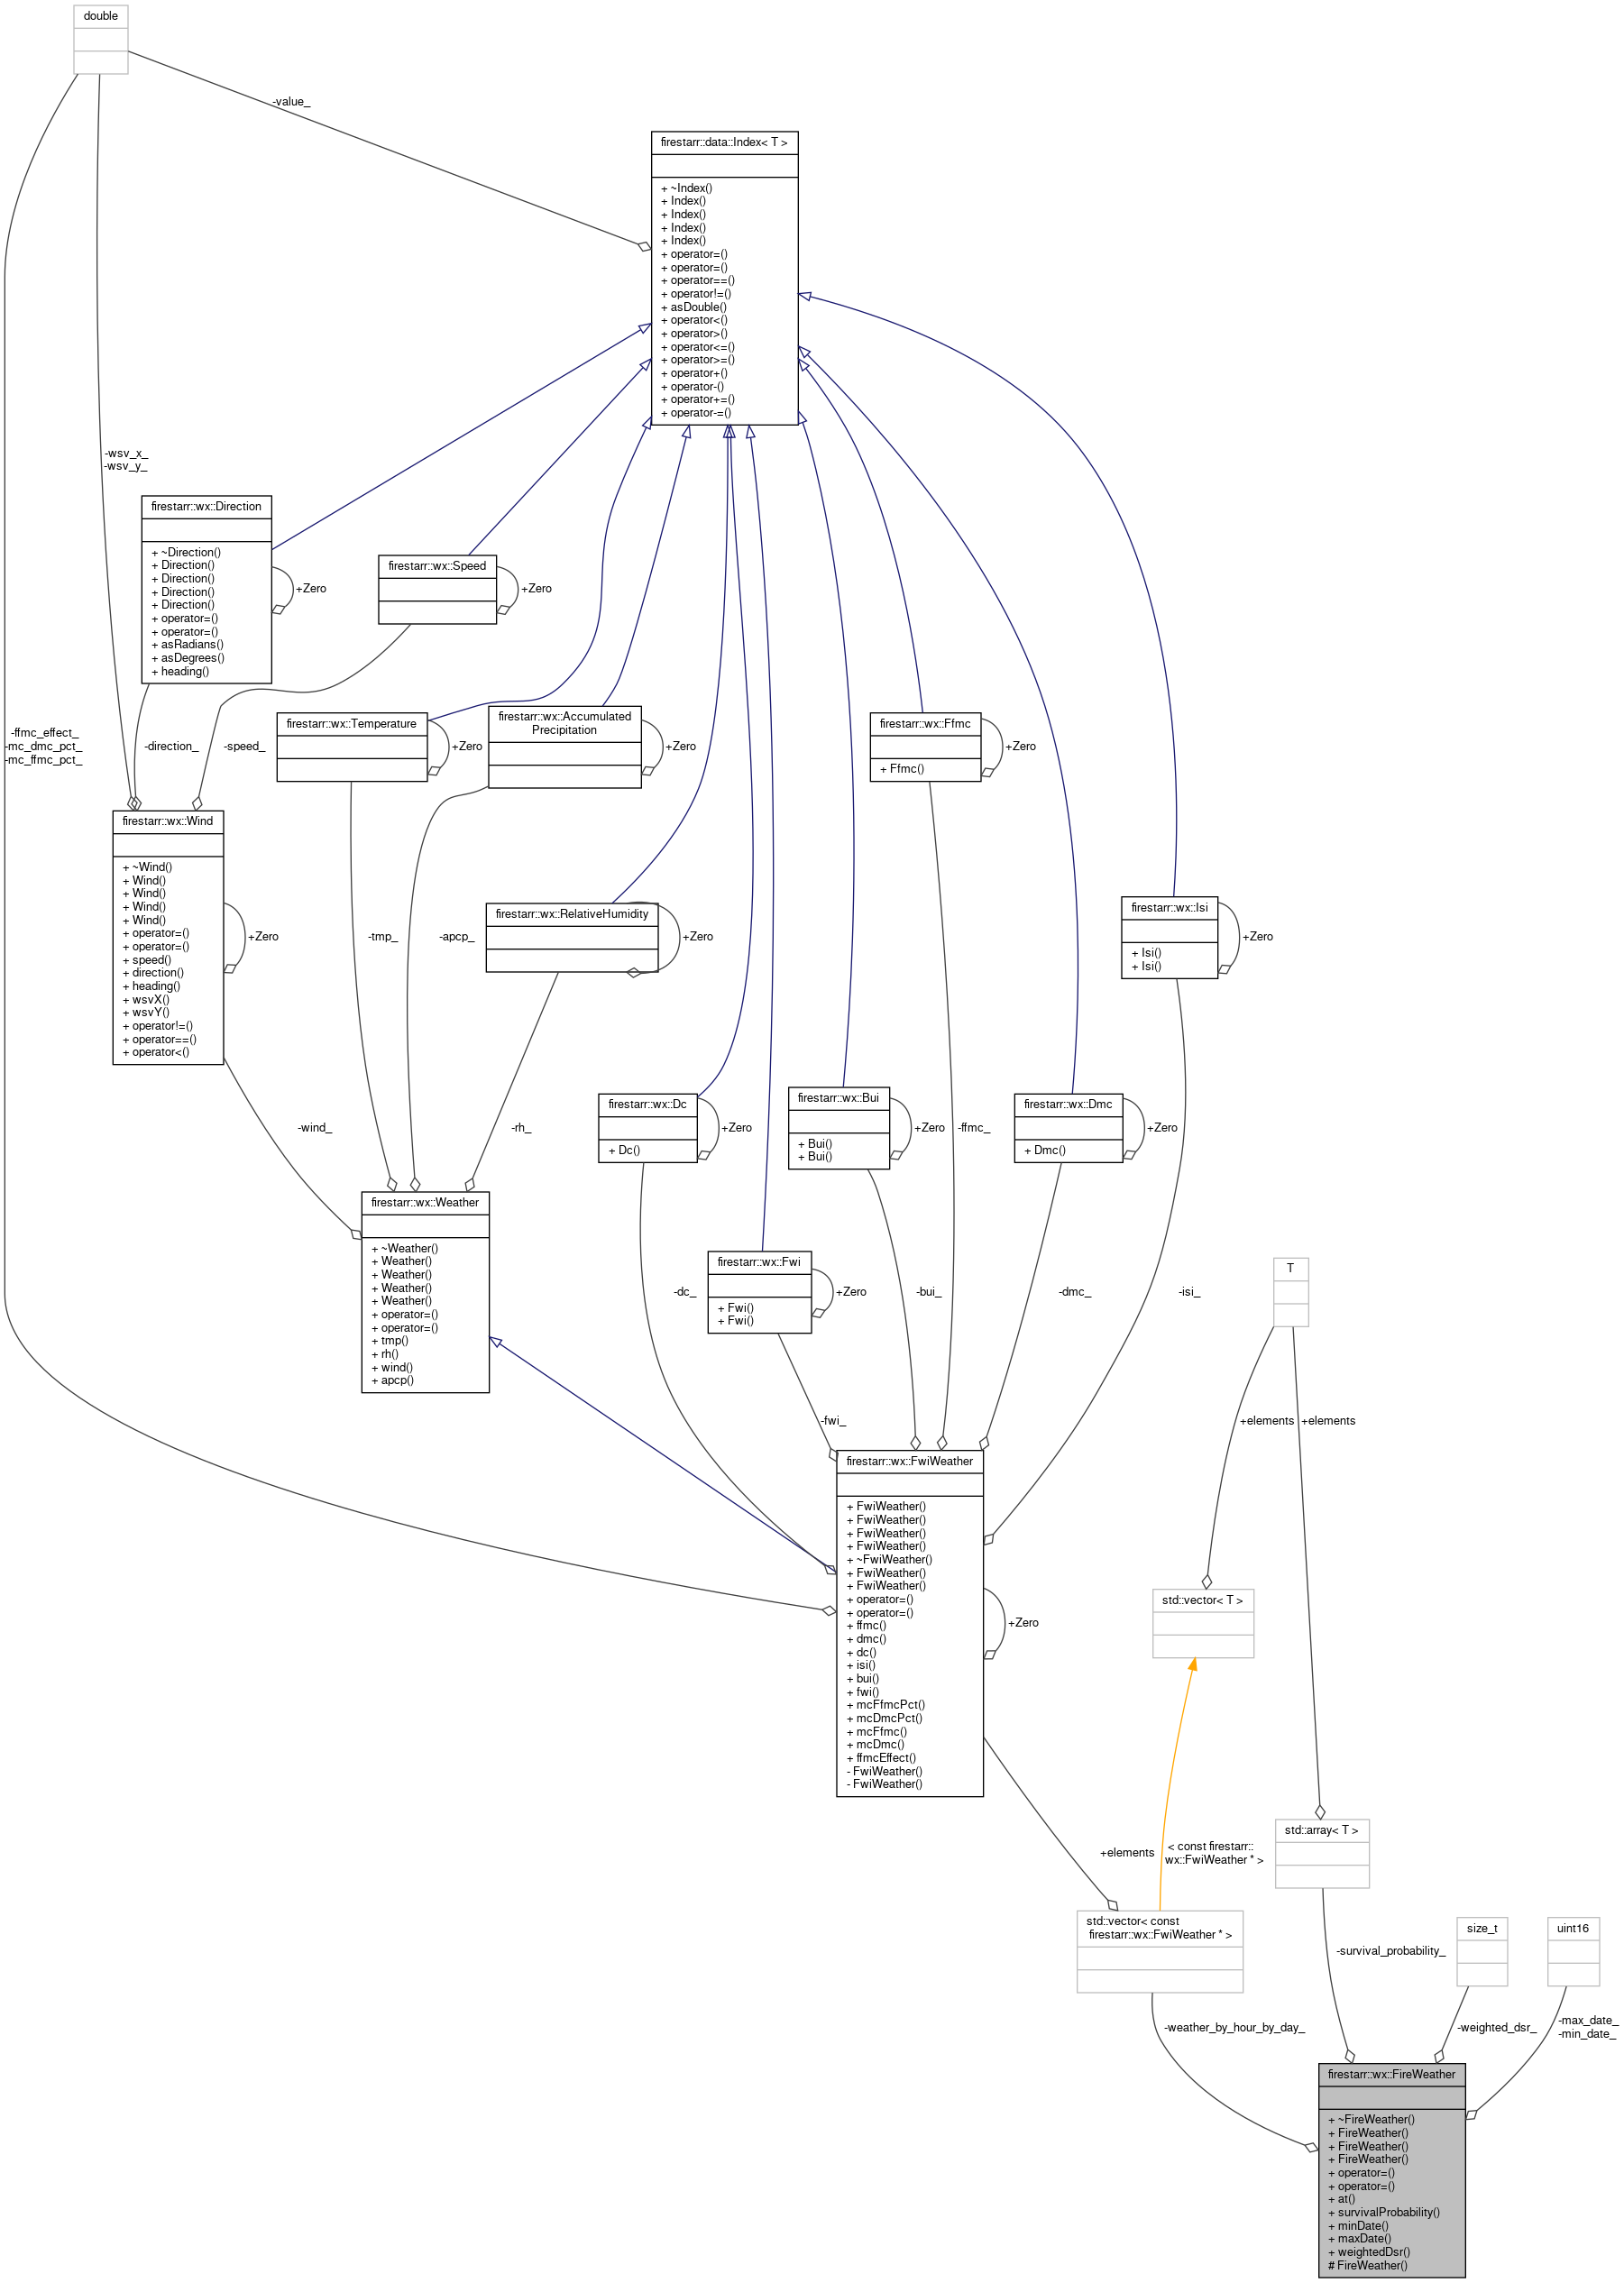 double
-value_
firestarr::data::Index< T >
+ ~Index()
+ Index()
+ Index()
+ Index()
+ Index()
+ operator=()
+ operator=()
+ operator==()
+ operator!=()
+ asDouble()
+ operator<()
+ operator>()
+ operator<=()
+ operator>=()
+ operator+()
+ operator-()
+ operator+=()
+ operator-=()
-wsv_x_
-wsv_y_
firestarr::wx::Direction
+ ~Direction()
+ Direction()
+ Direction()
+ Direction()
+ Direction()
+ operator=()
+ operator=()
+ asRadians()
+ asDegrees()
+ heading()
+Zero
firestarr::wx::Speed
+Zero
-ffmc_effect_
-mc_dmc_pct_
-mc_ffmc_pct_
-direction_
-speed_
firestarr::wx::Temperature
+Zero
firestarr::wx::Accumulated
Precipitation
+Zero
firestarr::wx::Ffmc
+ Ffmc()
+Zero
firestarr::wx::Wind
+ ~Wind()
+ Wind()
+ Wind()
+ Wind()
+ Wind()
+ operator=()
+ operator=()
+ speed()
+ direction()
+ heading()
+ wsvX()
+ wsvY()
+ operator!=()
+ operator==()
+ operator<()
+Zero
-tmp_
-apcp_
firestarr::wx::RelativeHumidity
+Zero
firestarr::wx::Isi
+ Isi()
+ Isi()
+Zero
-wind_
-rh_
firestarr::wx::Dc
+ Dc()
+Zero
firestarr::wx::Bui
+ Bui()
+ Bui()
+Zero
-ffmc_
firestarr::wx::Dmc
+ Dmc()
+Zero
firestarr::wx::Weather
+ ~Weather()
+ Weather()
+ Weather()
+ Weather()
+ Weather()
+ operator=()
+ operator=()
+ tmp()
+ rh()
+ wind()
+ apcp()
-dc_
firestarr::wx::Fwi
+ Fwi()
+ Fwi()
+Zero
-bui_
-dmc_
-isi_
T
-fwi_
+elements
+elements
firestarr::wx::FwiWeather
+ FwiWeather()
+ FwiWeather()
+ FwiWeather()
+ FwiWeather()
+ ~FwiWeather()
+ FwiWeather()
+ FwiWeather()
+ operator=()
+ operator=()
+ ffmc()
+ dmc()
+ dc()
+ isi()
+ bui()
+ fwi()
+ mcFfmcPct()
+ mcDmcPct()
+ mcFfmc()
+ mcDmc()
+ ffmcEffect()
- FwiWeather()
- FwiWeather()
+Zero
std::vector< T >
std::array< T >
+elements
< const firestarr::
wx::FwiWeather * >
std::vector< const
firestarr::wx::FwiWeather * >
size_t
uint16
-survival_probability_
-weather_by_hour_by_day_
-weighted_dsr_
-max_date_
-min_date_
firestarr::wx::FireWeather
+ ~FireWeather()
+ FireWeather()
+ FireWeather()
+ FireWeather()
+ operator=()
+ operator=()
+ at()
+ survivalProbability()
+ minDate()
+ maxDate()
+ weightedDsr()
# FireWeather()